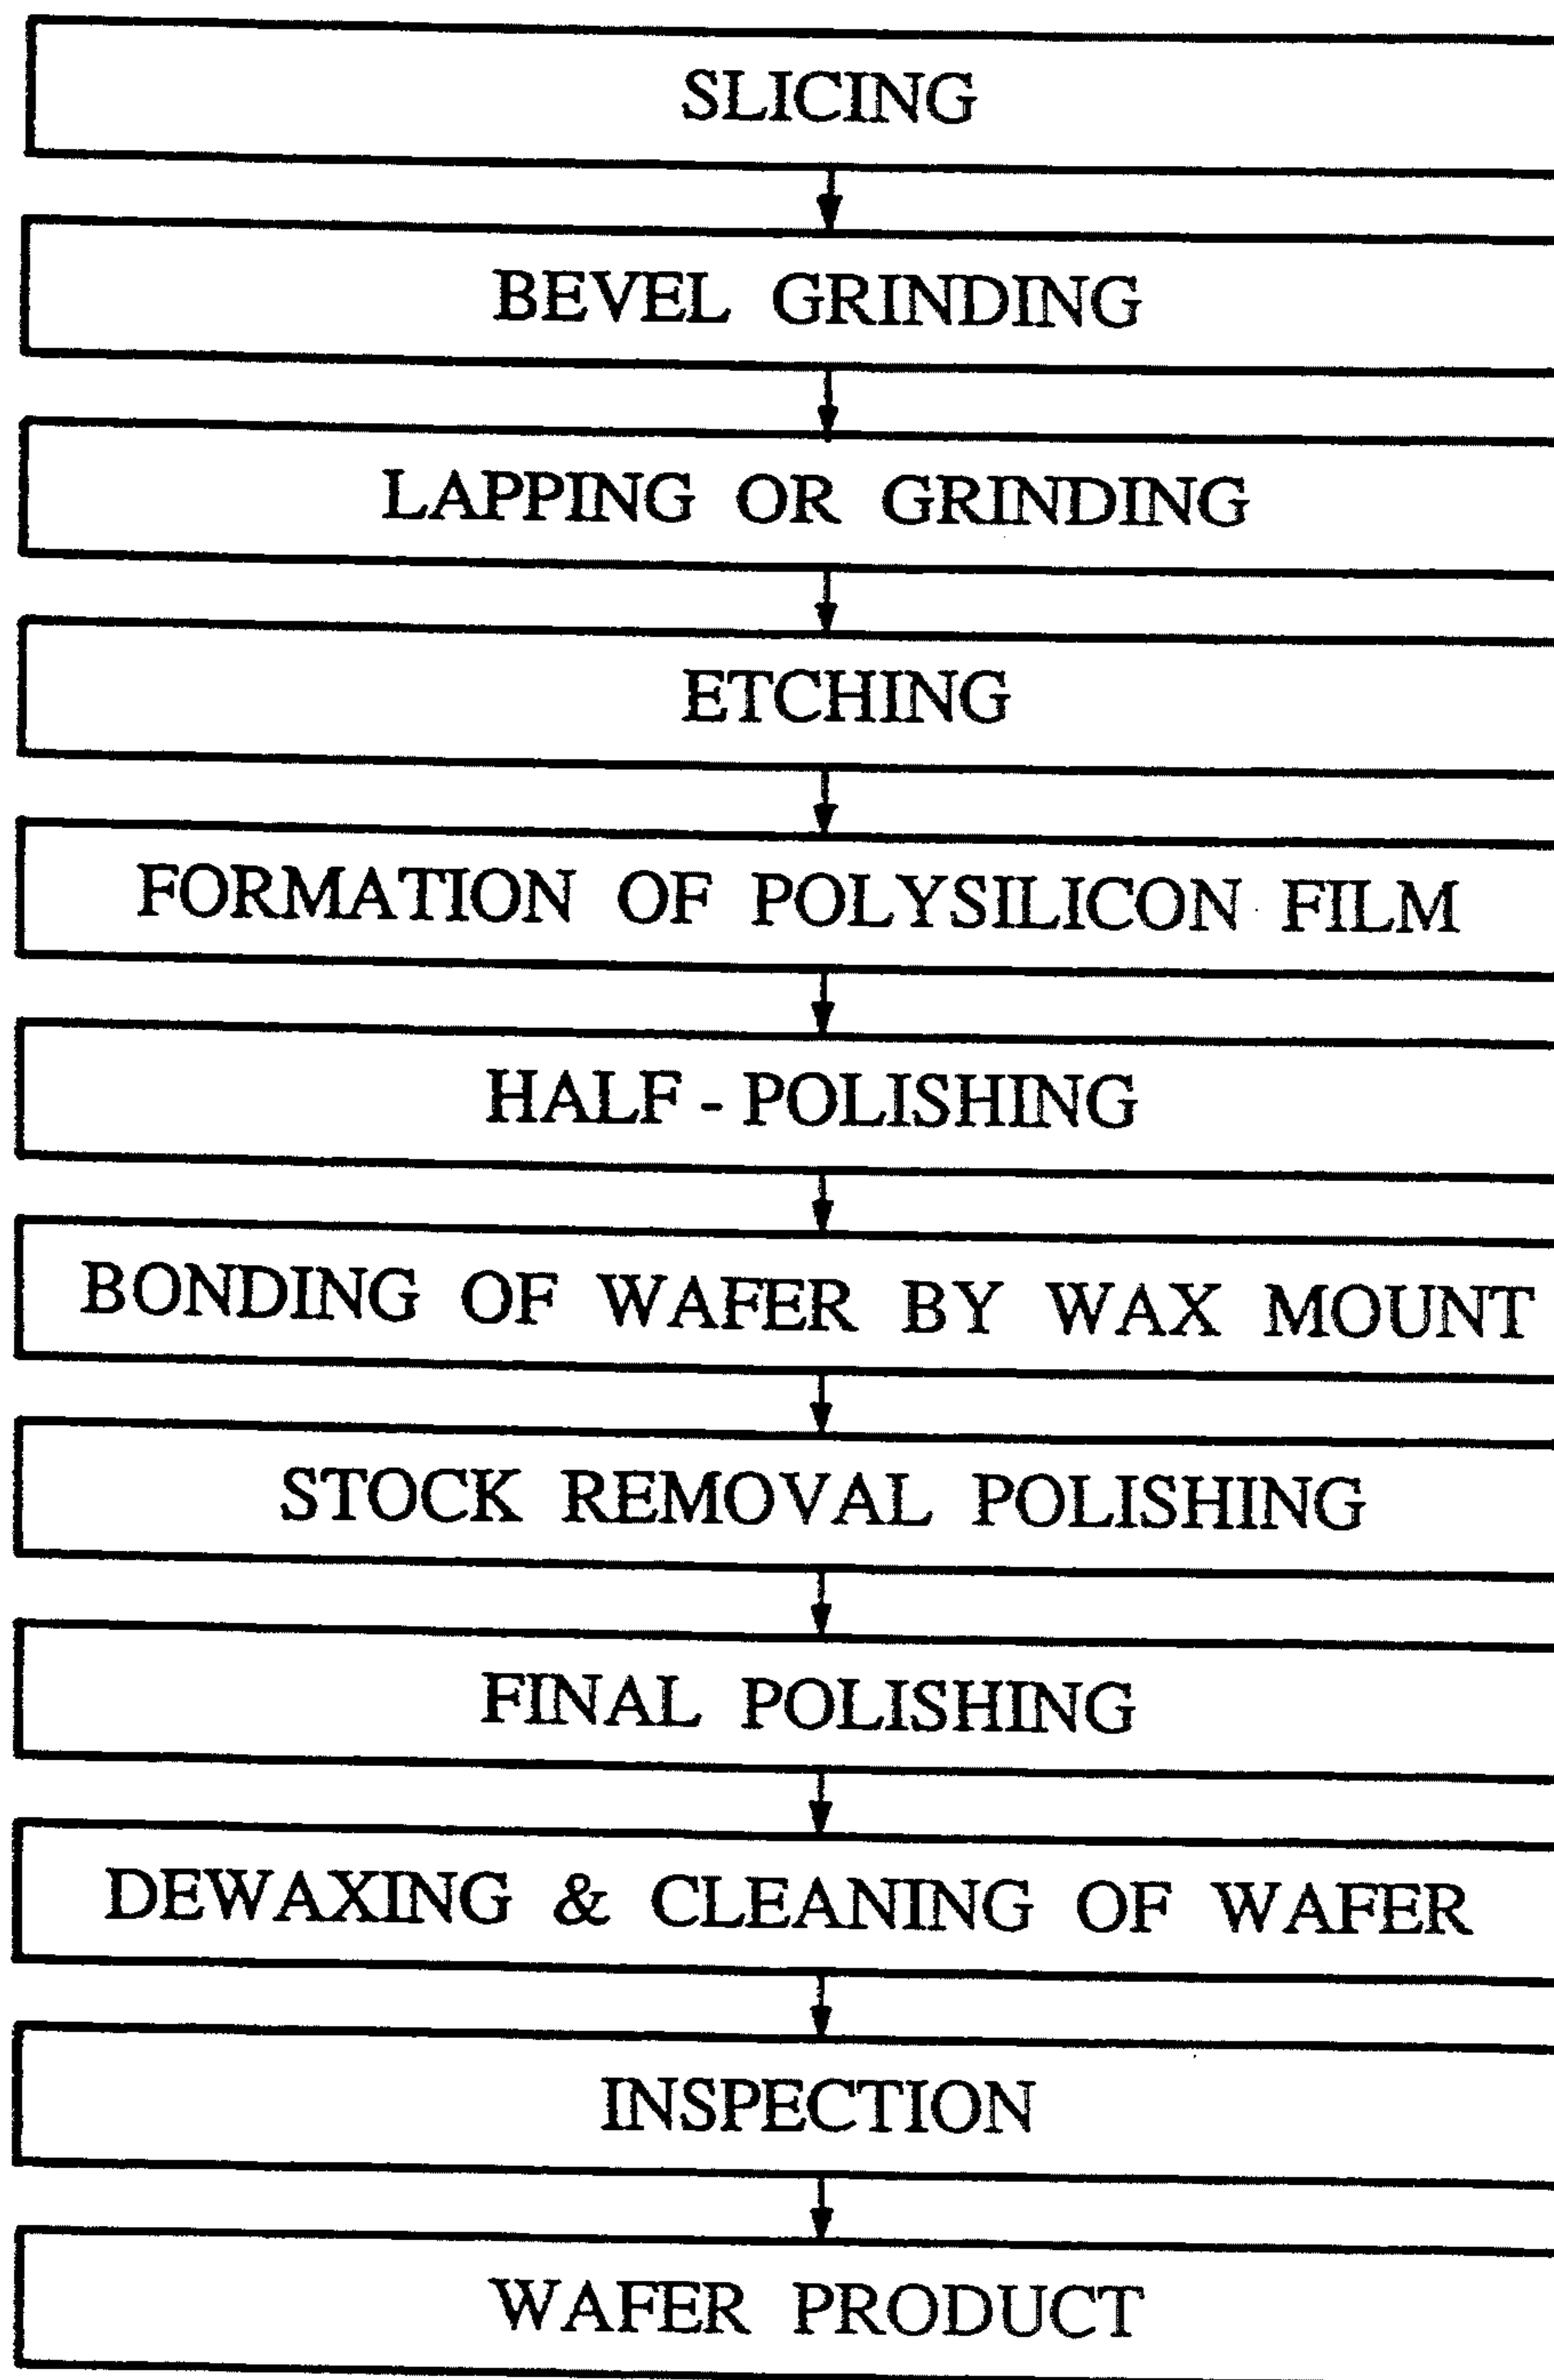 SLICING
BEVEL GRINDING
LAPPING OR GRINDING
ETCHING
FORMATION OF POLYSILICON FILM
HALF - POLISHING
BONDING OF WAFER BY WAX MOUNT
STOCK REMOVAL POLISHING
FINAL POLISHING
DEWAXING & CLEANING OF WAFER
INSPECTION
WAFER PRODUCT